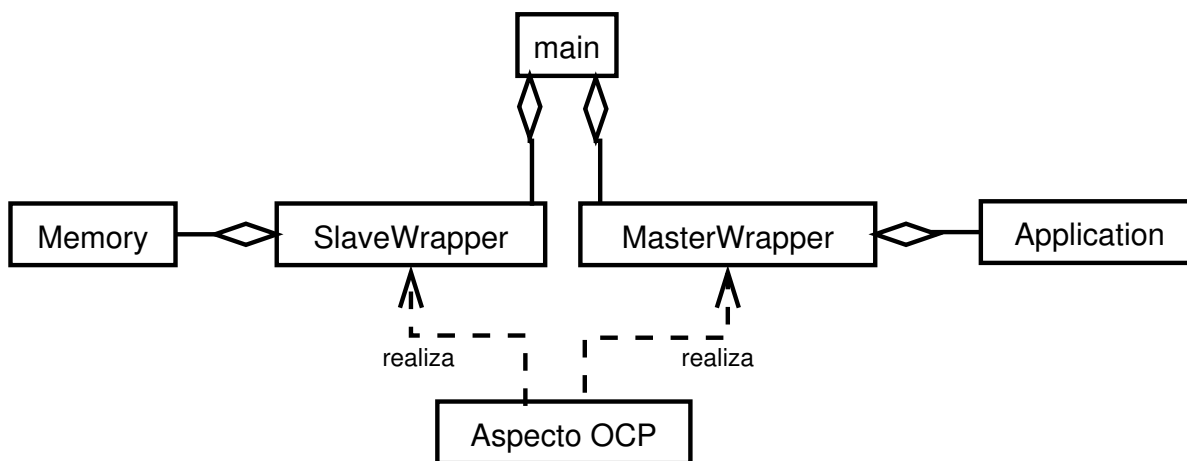 main
Memory
SlaveWrapper
MasterWrapper
Application
realiza
realiza
Aspecto OCP